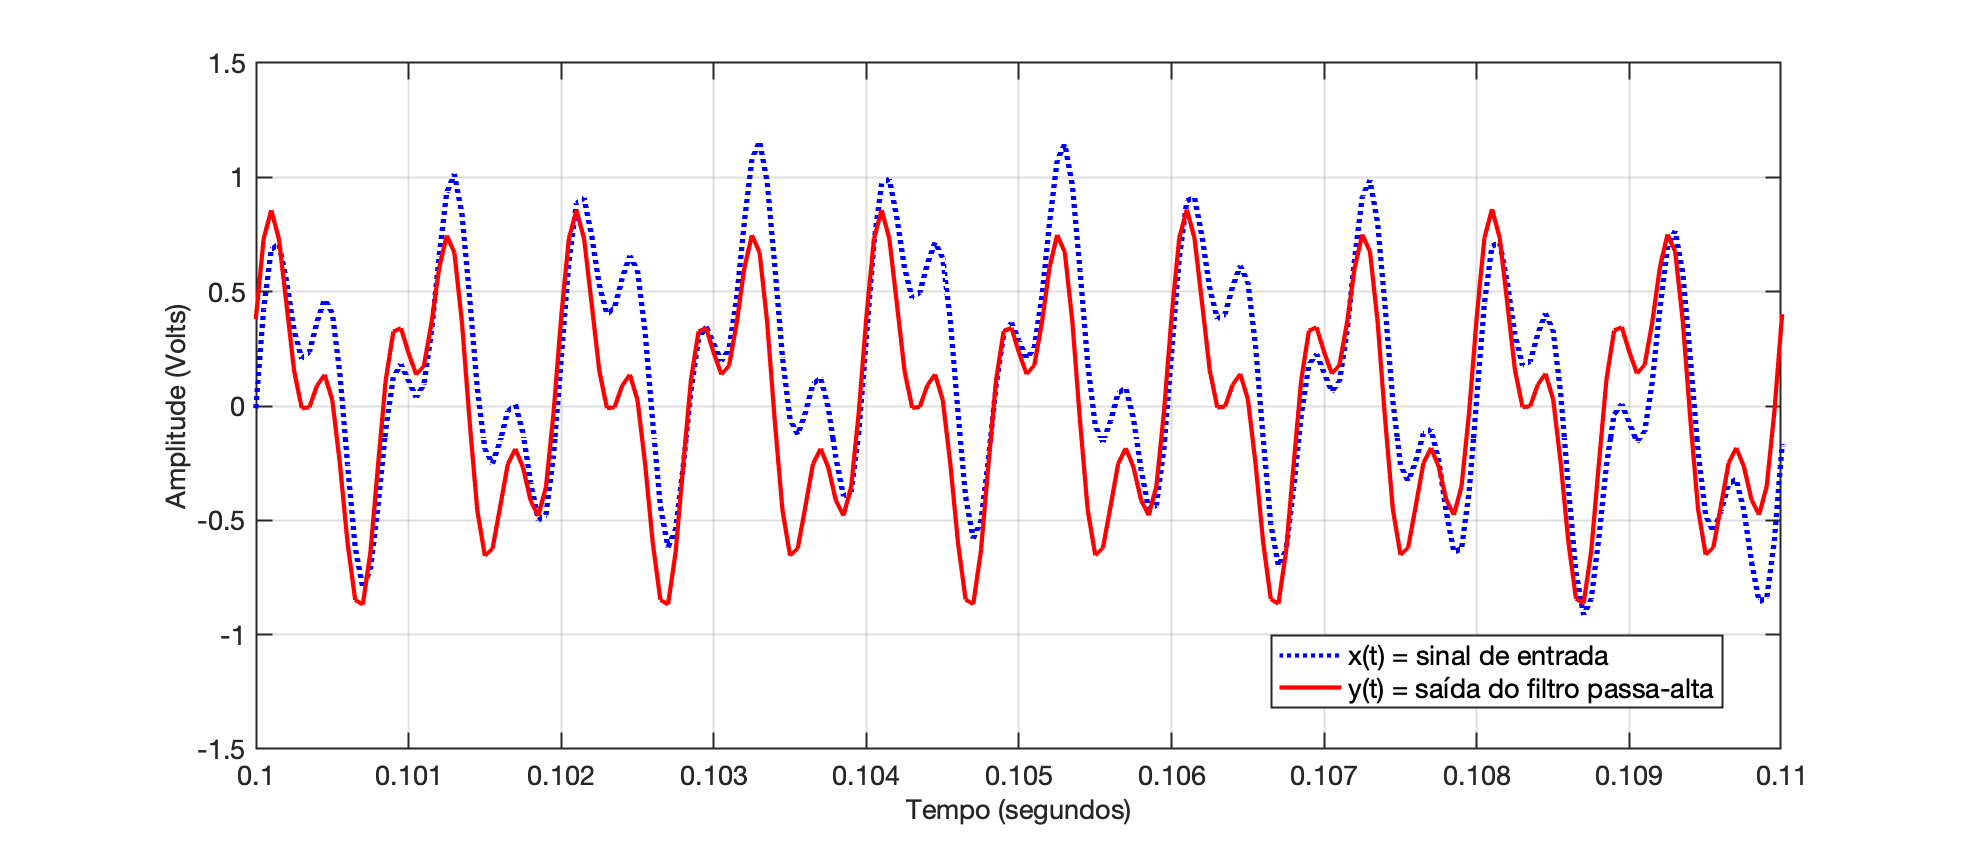 1.5
1
0.5
0
-0.5
-1
-1.5
Amplitude (Volts)
x(t) = sinal de entrada
y(t) = saída do filtro passa-alta
0.1 0.101 0.102 0.103 0.104 0.105 0.106 0.107 0.108 0.109 0.11
Tempo (segundos)